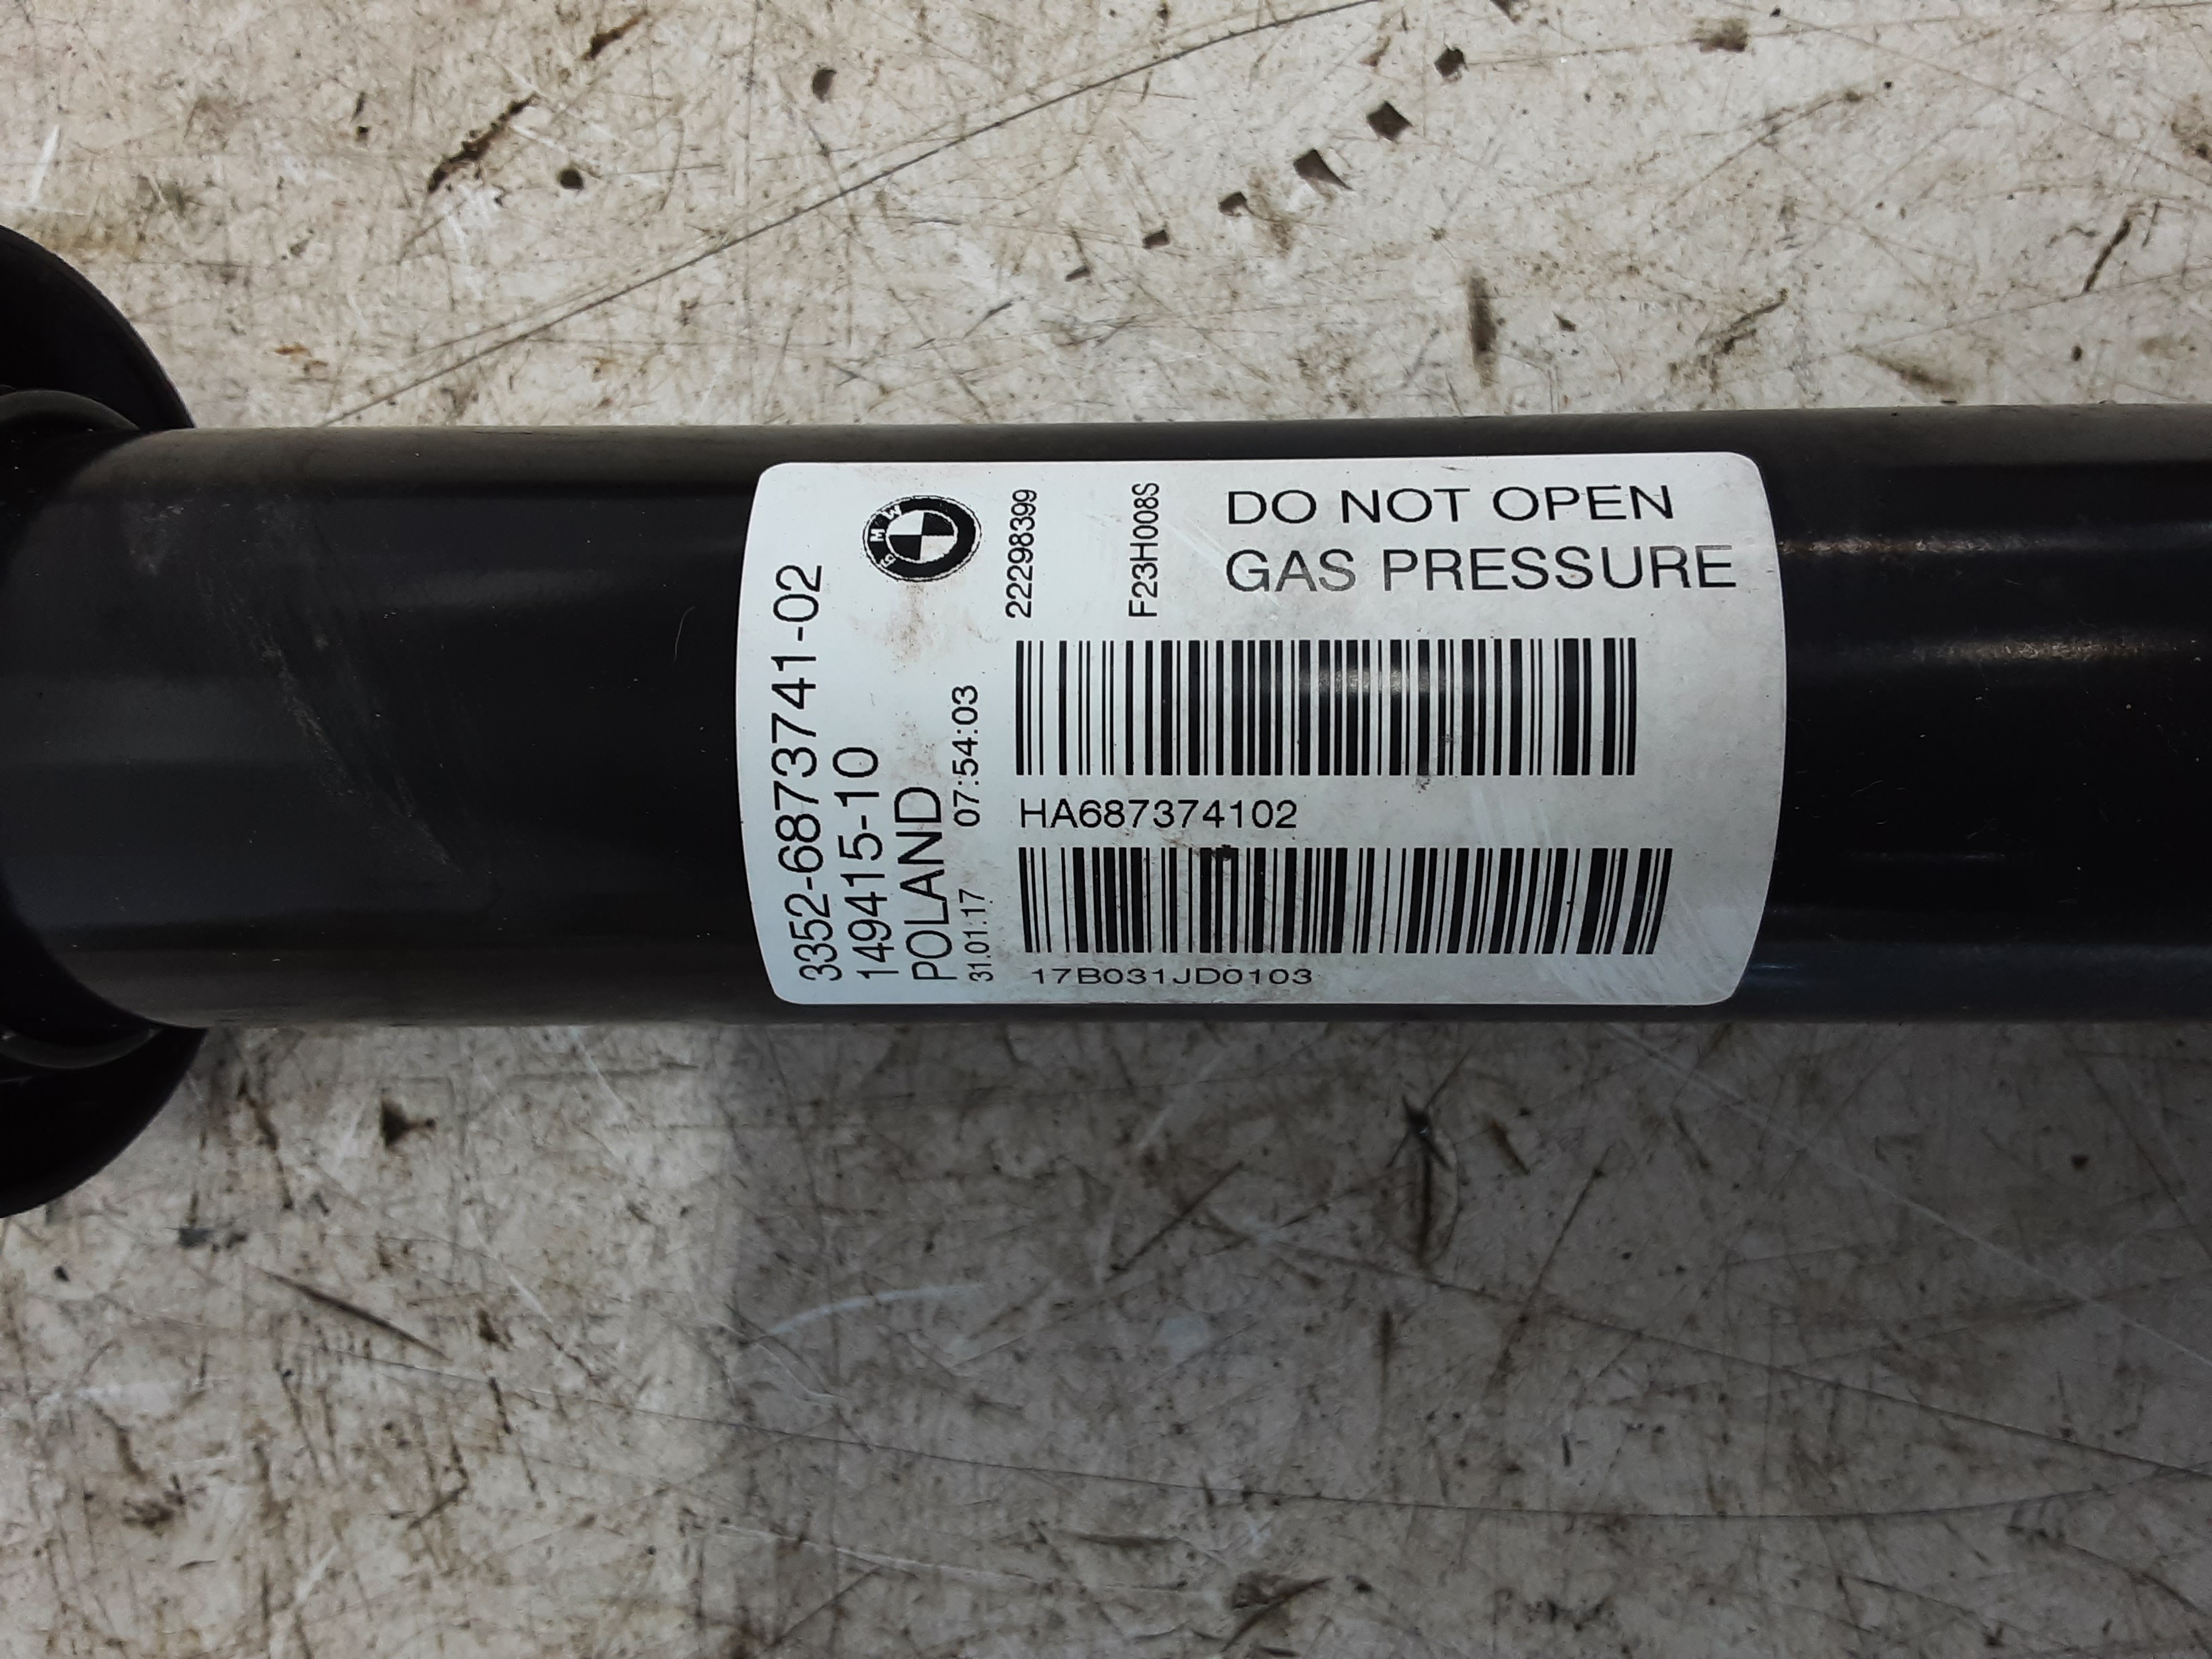 3352-6873741-02
149415-10
POLAND
31.01.17 07:54:03
BMW
22298399
F23H008S
DO NOT OPEN
GAS PRESSURE
HA687374102
17B031JD0103